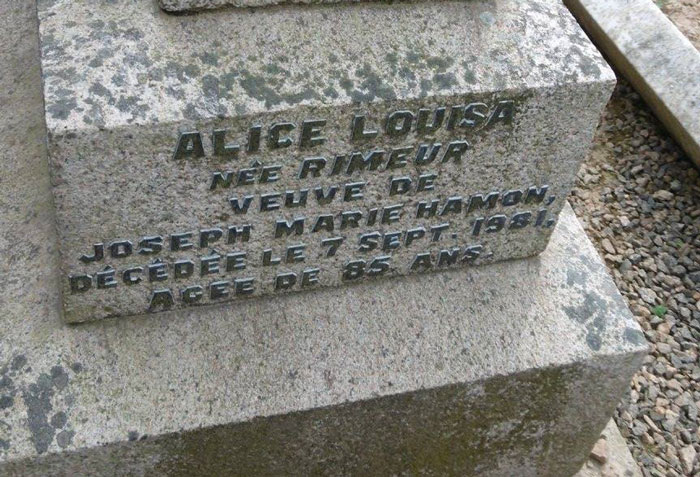 ALICE LOUISA
NÉE RIMEUR
VEUVE DE
JOSEPH MARIE HAMON,
DÉCÉDÉE LE 7 SEPT. 1981.
AGÉE DE 85 ANS.